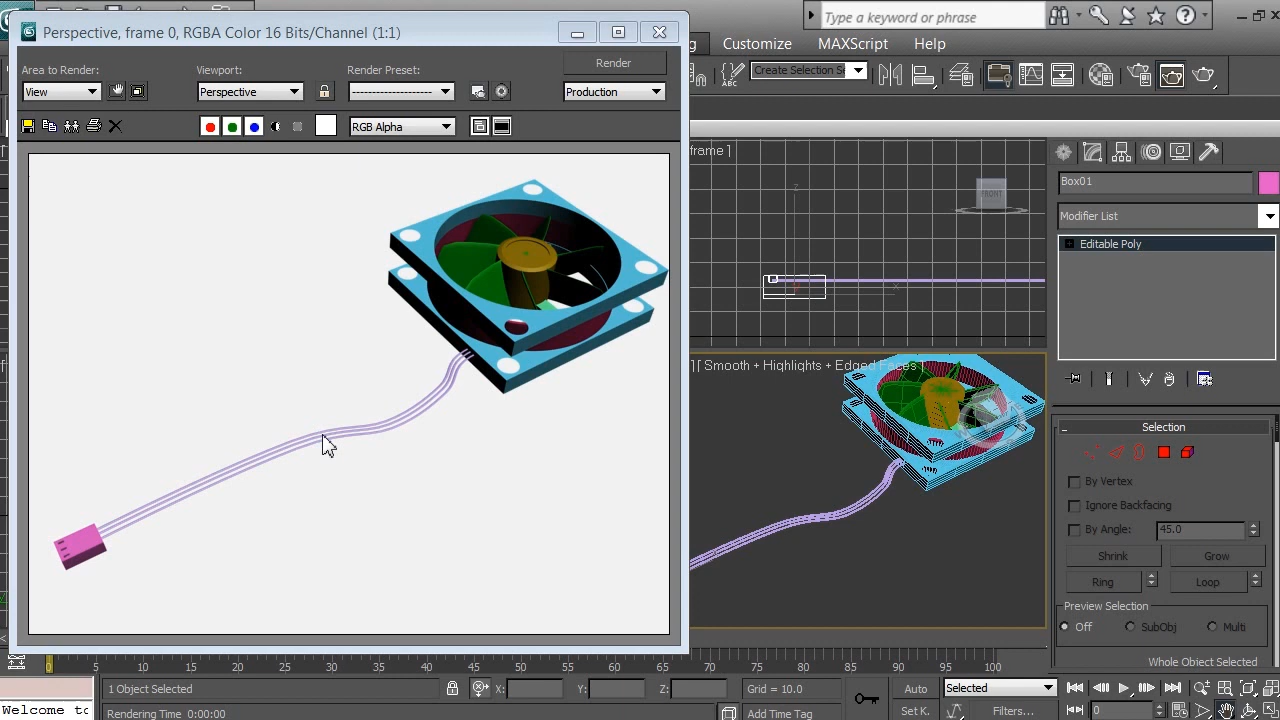 Perspective, frame 0, RGBA Color 16 Bits/Channel (1:1)
Type a keyword or phrase
Customize
MAXScript
Help
Area to Render:
Viewport:
Render Preset:
Render
View
Perspective
--------------------
Production
RGB Alpha
Create Selection Se
ABC
frame ]
FRONT
Z
X
Box01
Modifier List
Editable Poly
][ Smooth + Highlights + Edged Faces ]
Selection
By Vertex
Ignore Backfacing
By Angle:
45.0
Shrink
Grow
Ring
Loop
Preview Selection
Off
SubObj
Multi
Whole Object Selected
0 5 10 15 20 25 30 35 40 45 50 55 60 65 70 75 80 85 90 95 100
1 Object Selected
X:
Y:
Z:
Grid = 10.0
Auto
Selected
Welcome to
Rendering Time 0:00:00
Add Time Tag
Set K.
Filters...
0